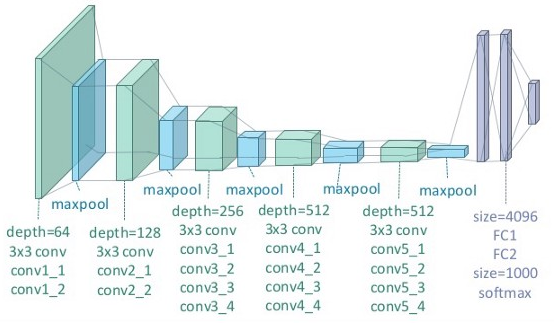 maxpool
maxpool
maxpool
maxpool
maxpool
depth=64
3x3 conv
conv1_1
conv1_2
depth=128
3x3 conv
conv2_1
conv2_2
depth=256
3x3 conv
conv3_1
conv3_2
conv3_3
conv3_4
depth=512
3x3 conv
conv4_1
conv4_2
conv4_3
conv4_4
depth=512
3x3 conv
conv5_1
conv5_2
conv5_3
conv5_4
size=4096
FC1
FC2
size=1000
softmax